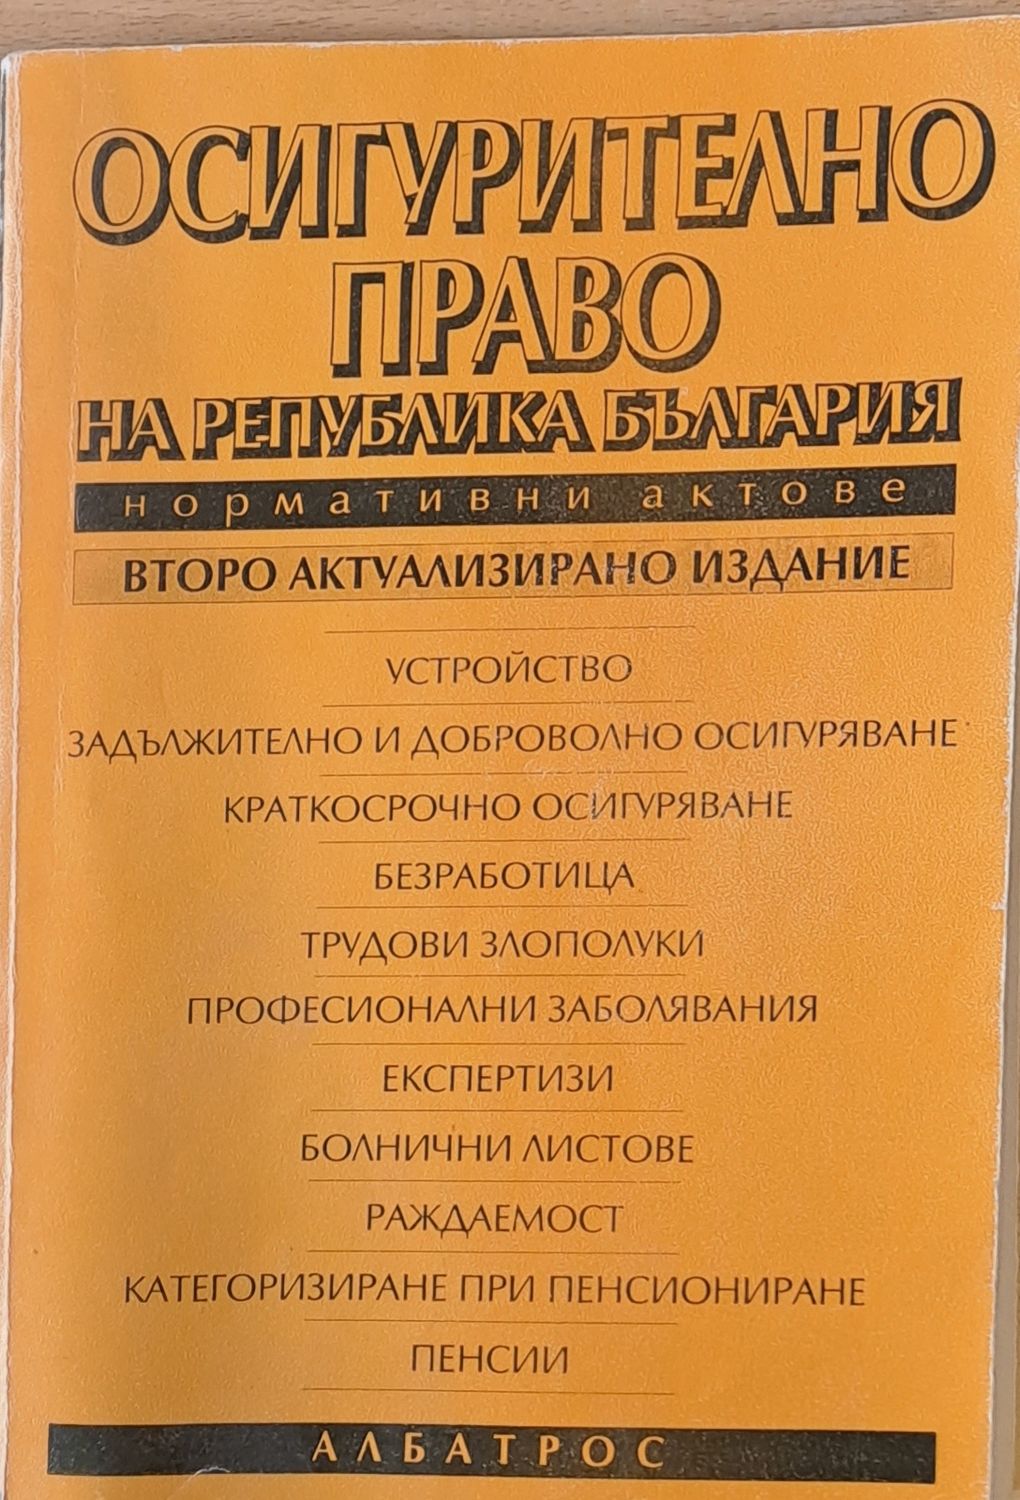 ОСИГУРИТЕЛНО
ПРАВО
НА РЕПУБЛИКА БЪЛГАРИЯ
нормативни актове
ВТОРО АКТУАЛИЗИРАНО ИЗДАНИЕ
УСТРОЙСТВО
ЗАДЪЛЖИТЕЛНО И ДОБРОВОЛНО ОСИГУРЯВАНЕ
КРАТКОСРОЧНО ОСИГУРЯВАНЕ
БЕЗРАБОТИЦА
ТРУДОВИ ЗЛОПОЛУКИ
ПРОФЕСИОНАЛНИ ЗАБОЛЯВАНИЯ
ЕКСПЕРТИЗИ
БОЛНИЧНИ ЛИСТОВЕ
РАЖДАЕМОСТ
КАТЕГОРИЗИРАНЕ ПРИ ПЕНСИОНИРАНЕ
ПЕНСИИ
АЛБАТРОС